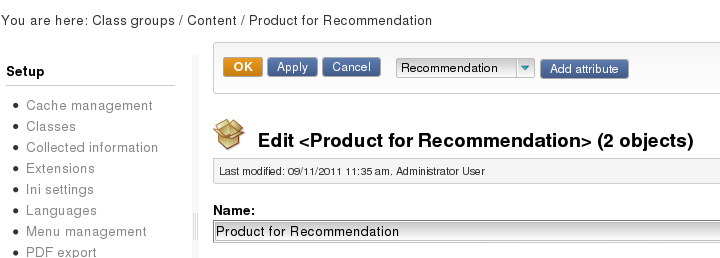 You are here: Class groups / Content / Product for Recommendation
OK Apply Cancel Recommendation Add attribute
Setup
Cache management
Classes
Collected information
Extensions
Ini settings
Languages
Menu management
PDF export
Edit <Product for Recommendation> (2 objects)
Last modified: 09/11/2011 11:35 am, Administrator User
Name:
Product for Recommendation